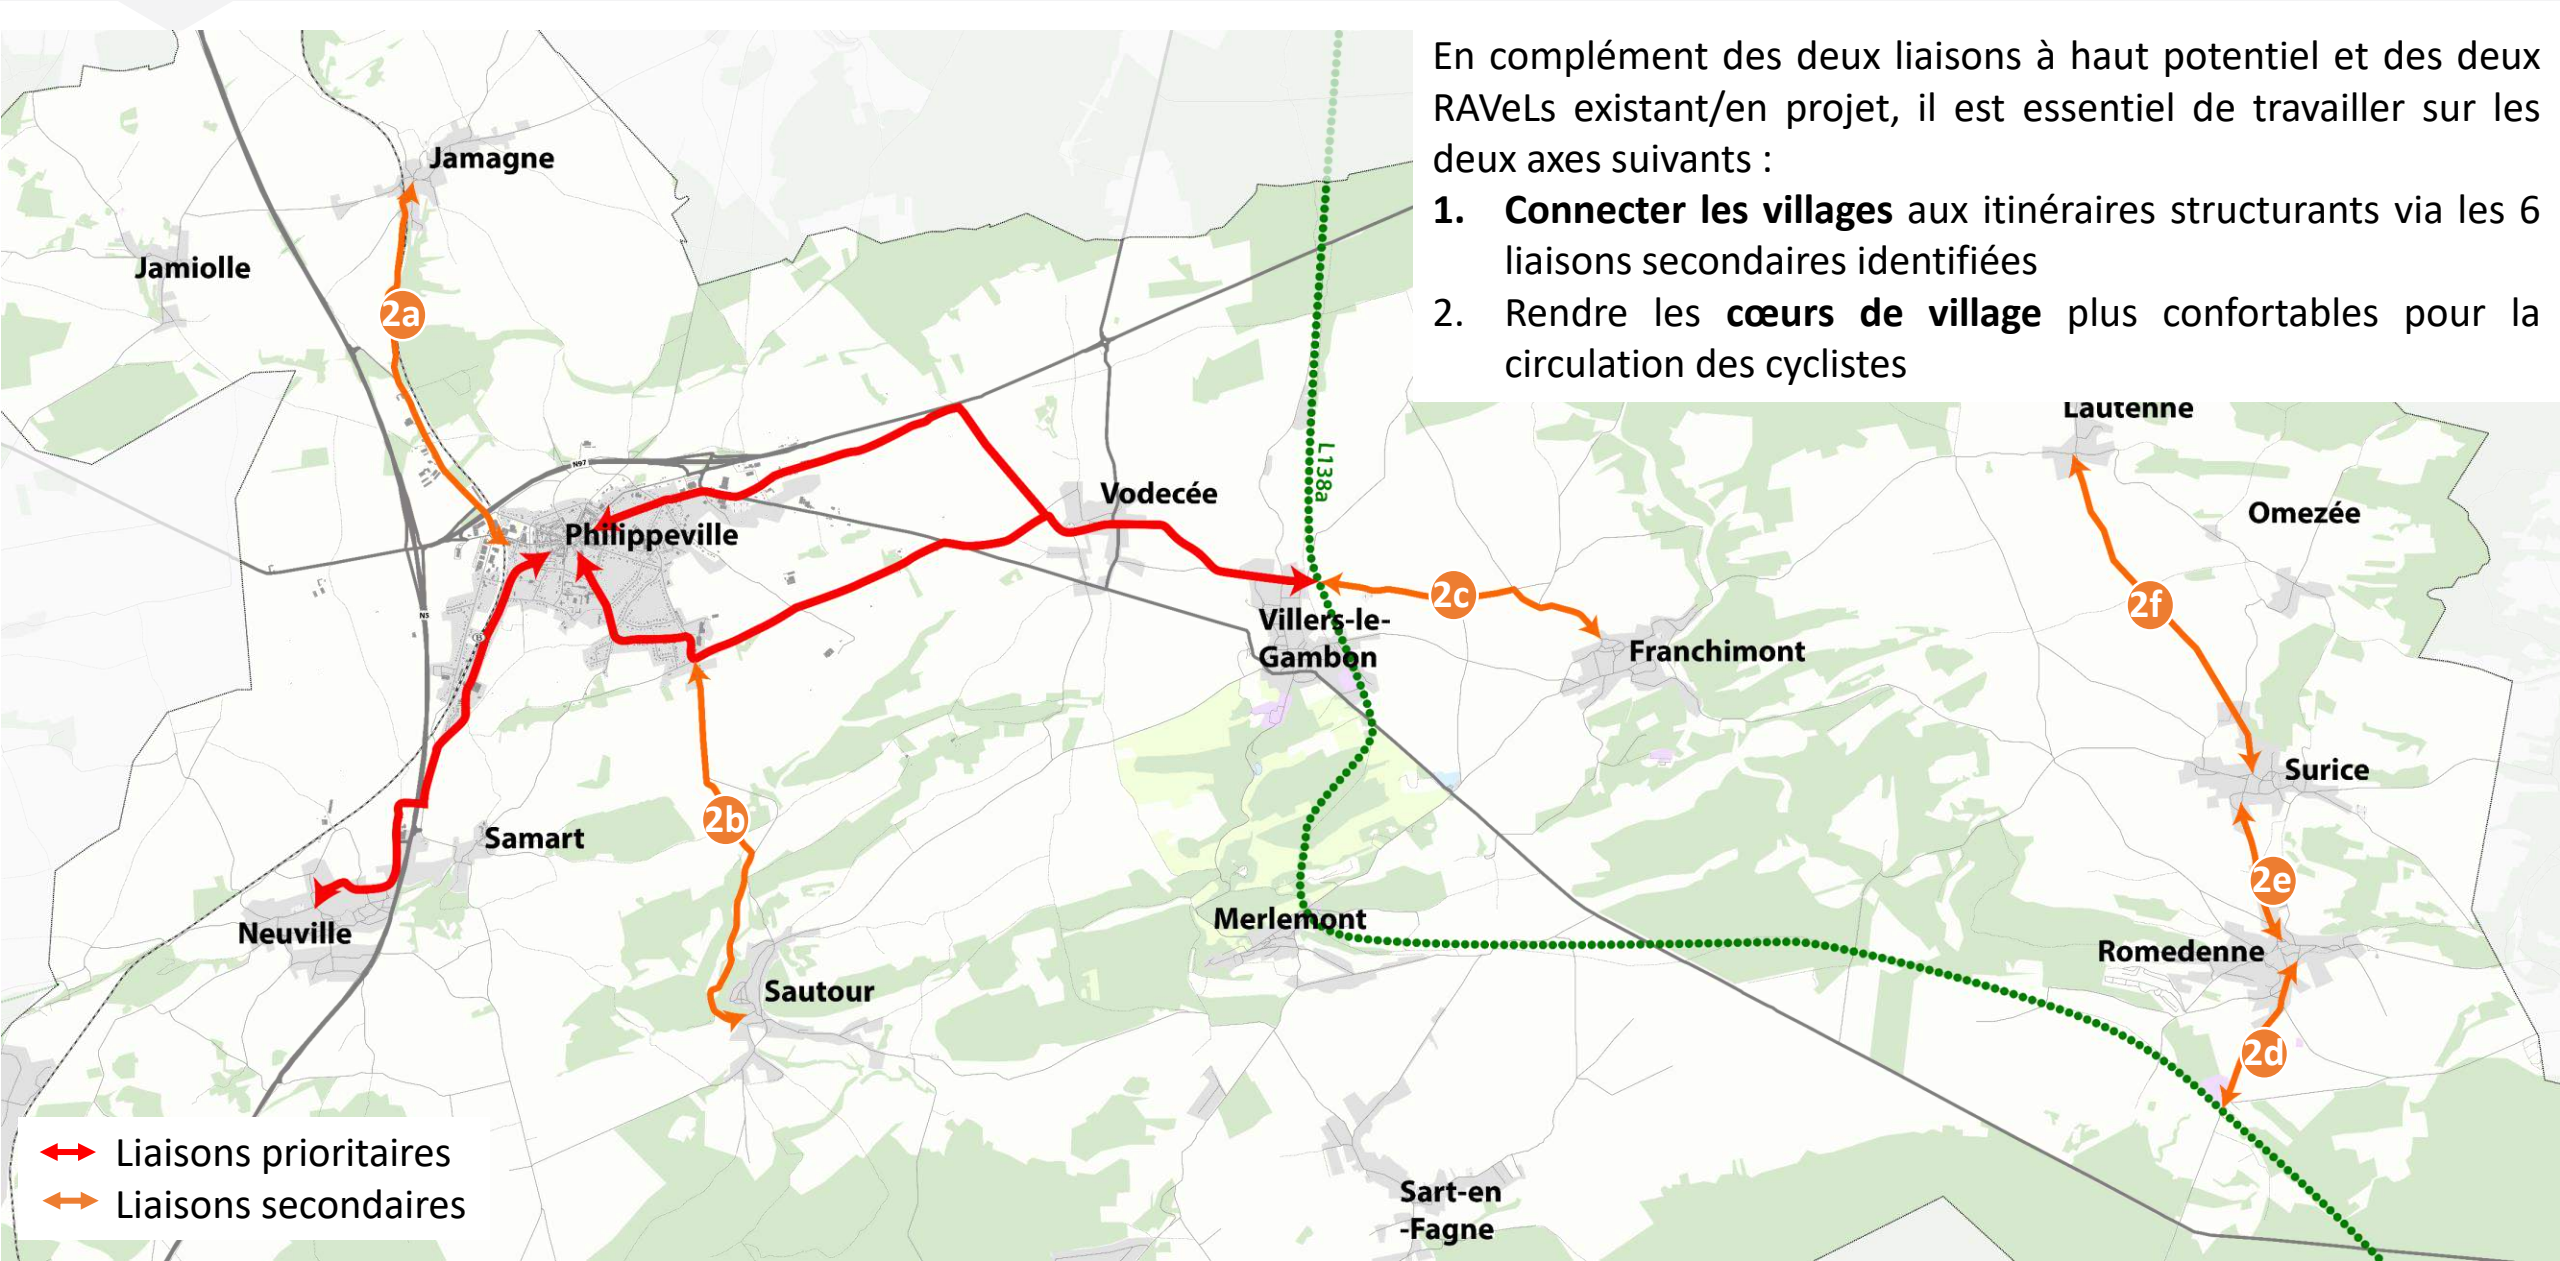 En complément des deux liaisons à haut potentiel et des deux
RAVeLs existant/en projet, il est essentiel de travailler sur les
deux axes suivants :
1. Connecter les villages aux itinéraires structurants via les 6
liaisons secondaires identifiées
2. Rendre les cœurs de village plus confortables pour la
circulation des cyclistes
Jamagne
Jamiolle
2a
Lautenne
L138a
N97
Vodecée
Omezée
Philippeville
2c
2f
N5
Villers-le-
Gambon
Franchimont
Surice
2b
Samart
2e
Merlemont
Neuville
Romedenne
Sautour
2d
Liaisons prioritaires
Liaisons secondaires
Sart-en
-Fagne